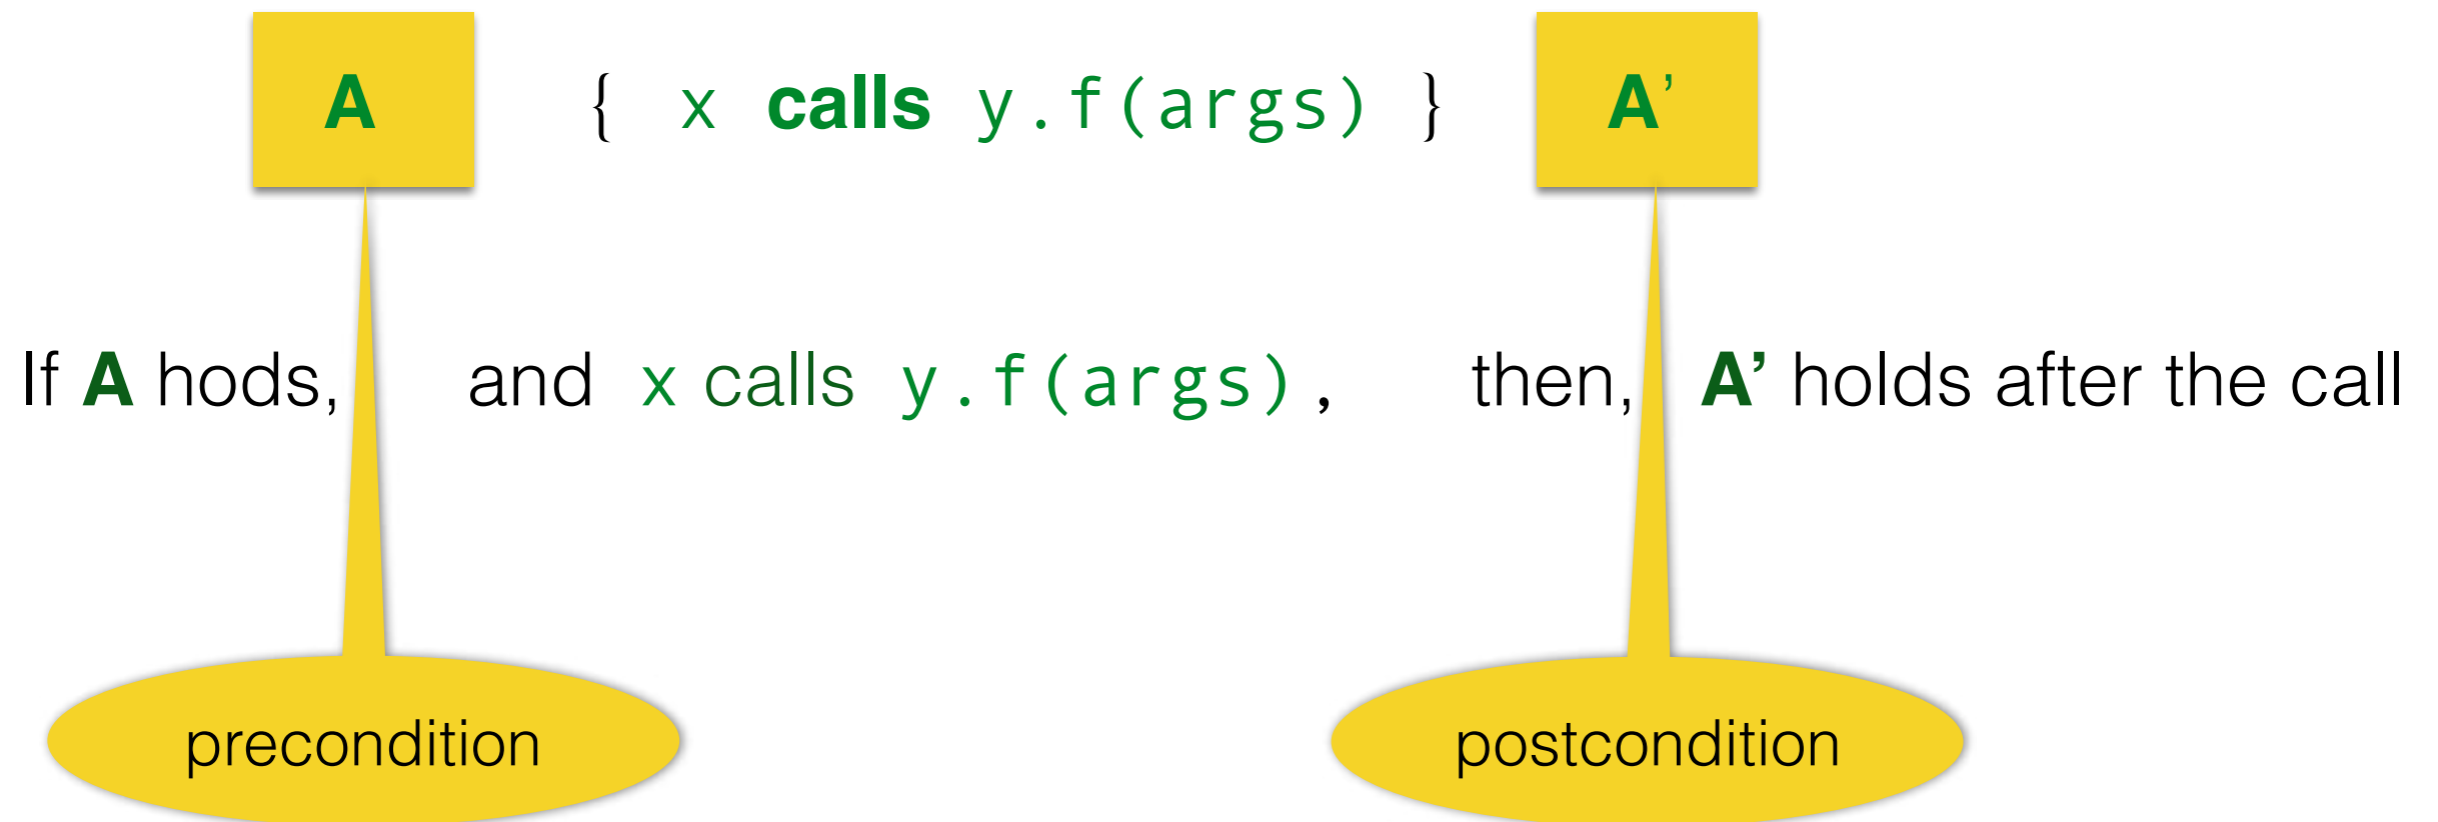 A { x calls y.f(args) } A’
If A hods, and x calls y.f(args), then, A’ holds after the call
precondition postcondition